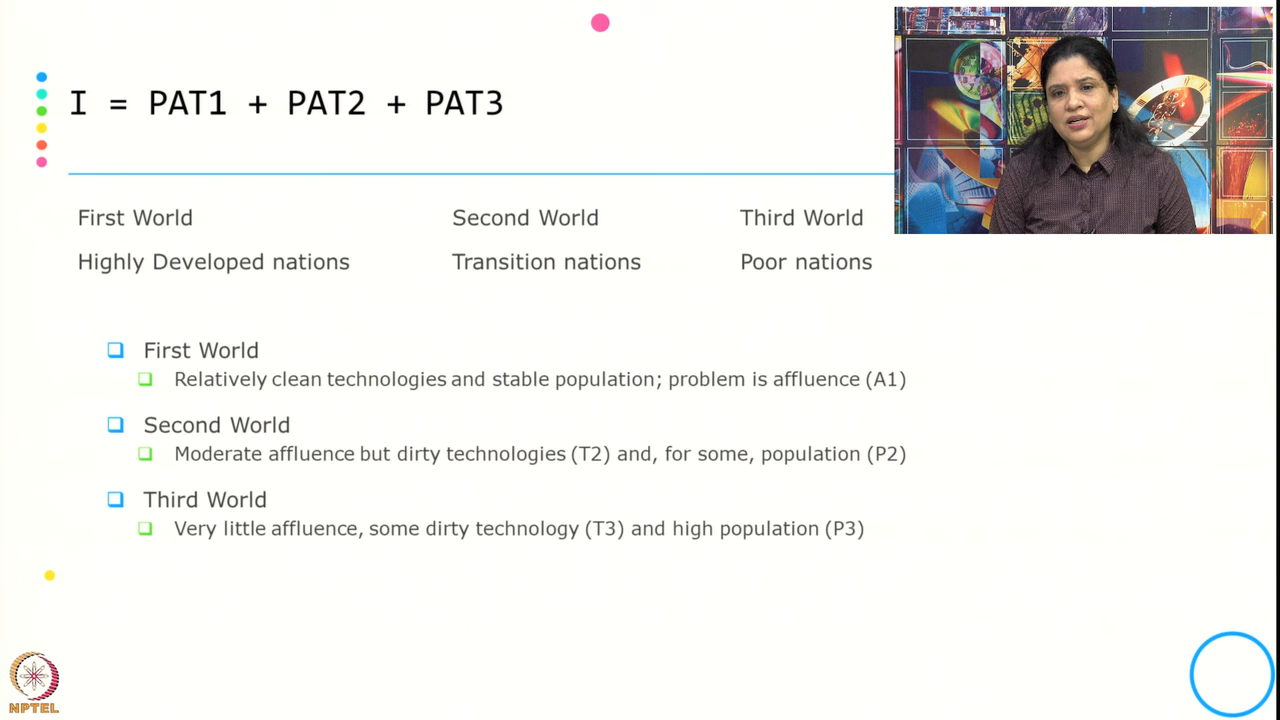 I = PAT1 + PAT2 + PAT3
First World Second World Third World
Highly Developed nations Transition nations Poor nations
First World
Relatively clean technologies and stable population; problem is affluence (A1)
Second World
Moderate affluence but dirty technologies (T2) and, for some, population (P2)
Third World
Very little affluence, some dirty technology (T3) and high population (P3)
NPTEL